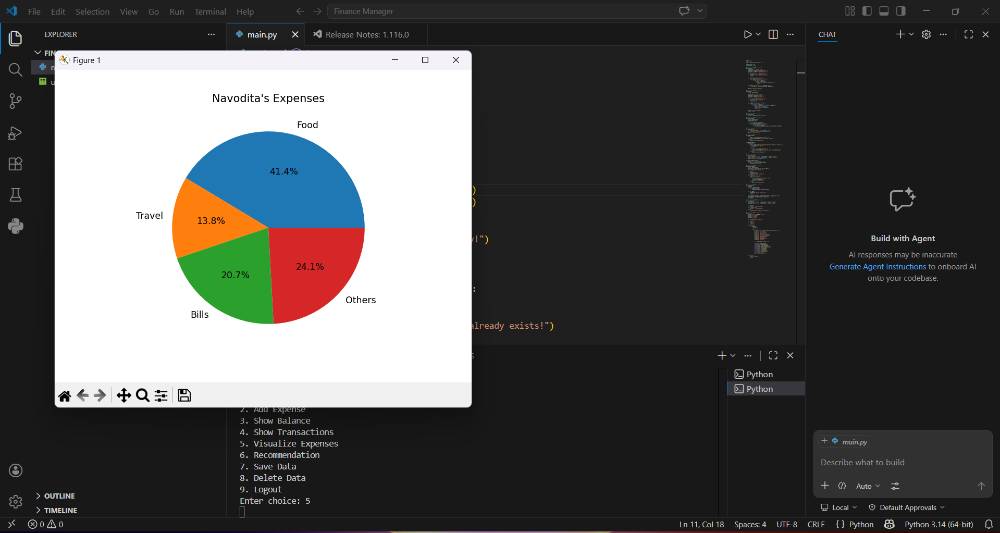 File Edit Selection View Go Run Terminal Help
Finance Manager
EXPLORER
main.py
Release Notes: 1.116.0
CHAT
FIN
Figure 1
Navodita's Expenses
Food
41.4%
Travel
13.8%
24.1%
20.7%
Others
Bills
)
)
!")
:
already exists!")
Build with Agent
AI responses may be inaccurate
Generate Agent Instructions to onboard AI
onto your codebase.
Python
Python
2. Add Expense
3. Show Balance
4. Show Transactions
5. Visualize Expenses
6. Recommendation
7. Save Data
8. Delete Data
9. Logout
Enter choice: 5
main.py
Describe what to build
Auto
Local Default Approvals
OUTLINE
TIMELINE
0 0
Ln 11, Col 18 Spaces: 4 UTF-8 CRLF {} Python Python 3.14 (64-bit)